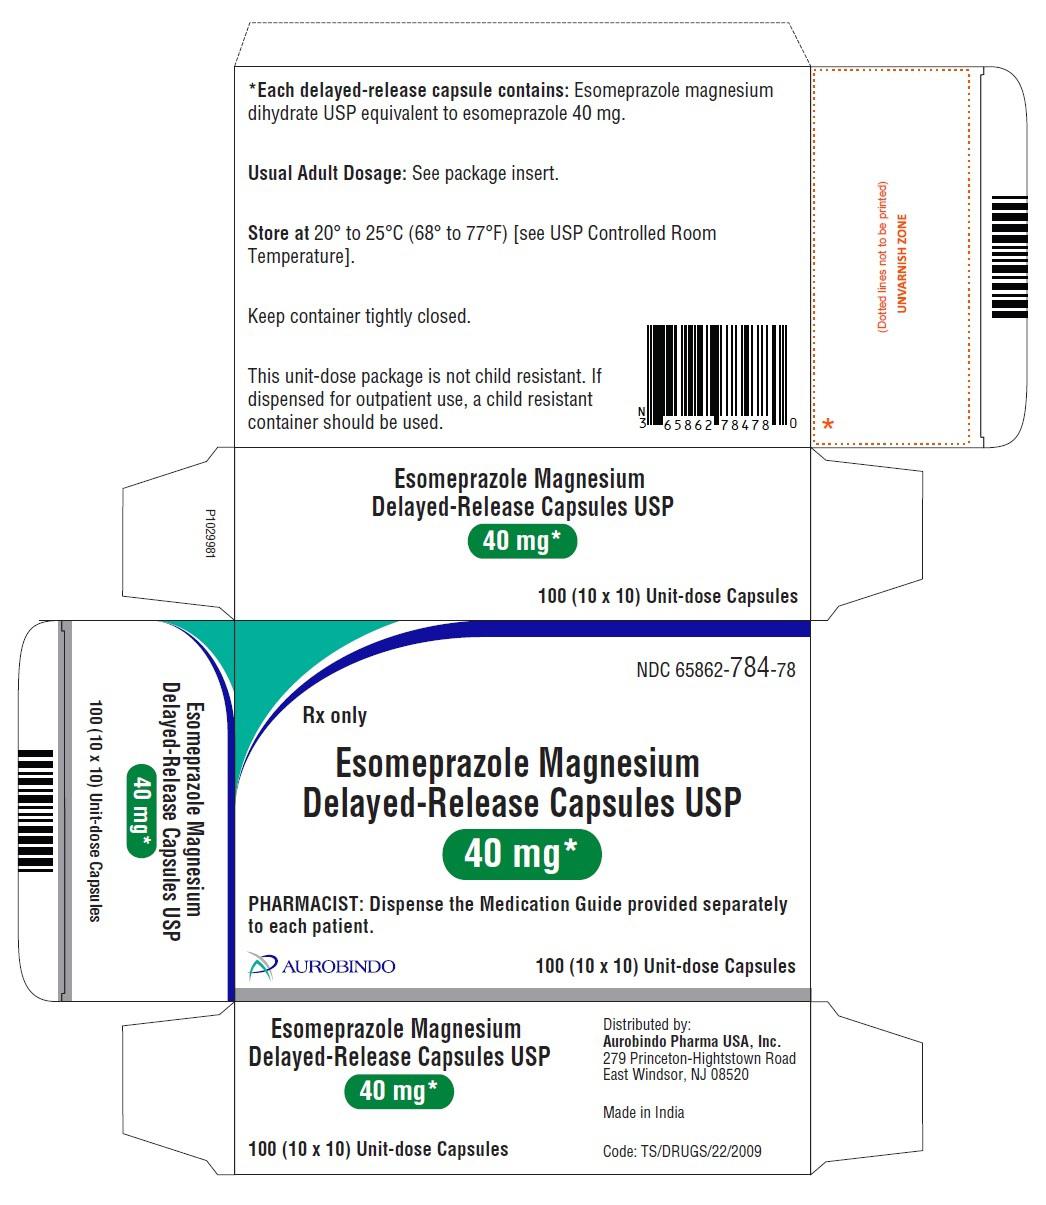 *Each delayed-release capsule contains: Esomeprazole magnesium
dihydrate USP equivalent to esomeprazole 40 mg.
Usual Adult Dosage: See package insert.
Store at 20° to 25°C (68° to 77°F) [see USP Controlled Room
Temperature].
Keep container tightly closed.
This unit-dose package is not child resistant. If
dispensed for outpatient use, a child resistant
container should be used.
N
3 65862 78478 0
(Dotted lines not to be printed)
UNVARNISH ZONE
*
P1029981
Esomeprazole Magnesium
Delayed-Release Capsules USP
40 mg*
100 (10 x 10) Unit-dose Capsules
Esomeprazole Magnesium
Delayed-Release Capsules USP
40 mg*
100 (10 x 10) Unit-dose Capsules
NDC 65862-784-78
Rx only
Esomeprazole Magnesium
Delayed-Release Capsules USP
40 mg*
PHARMACIST: Dispense the Medication Guide provided separately
to each patient.
AUROBINDO
100 (10 x 10) Unit-dose Capsules
Esomeprazole Magnesium
Delayed-Release Capsules USP
40 mg*
100 (10 x 10) Unit-dose Capsules
Distributed by:
Aurobindo Pharma USA, Inc.
279 Princeton-Hightstown Road
East Windsor, NJ 08520
Made in India
Code: TS/DRUGS/22/2009